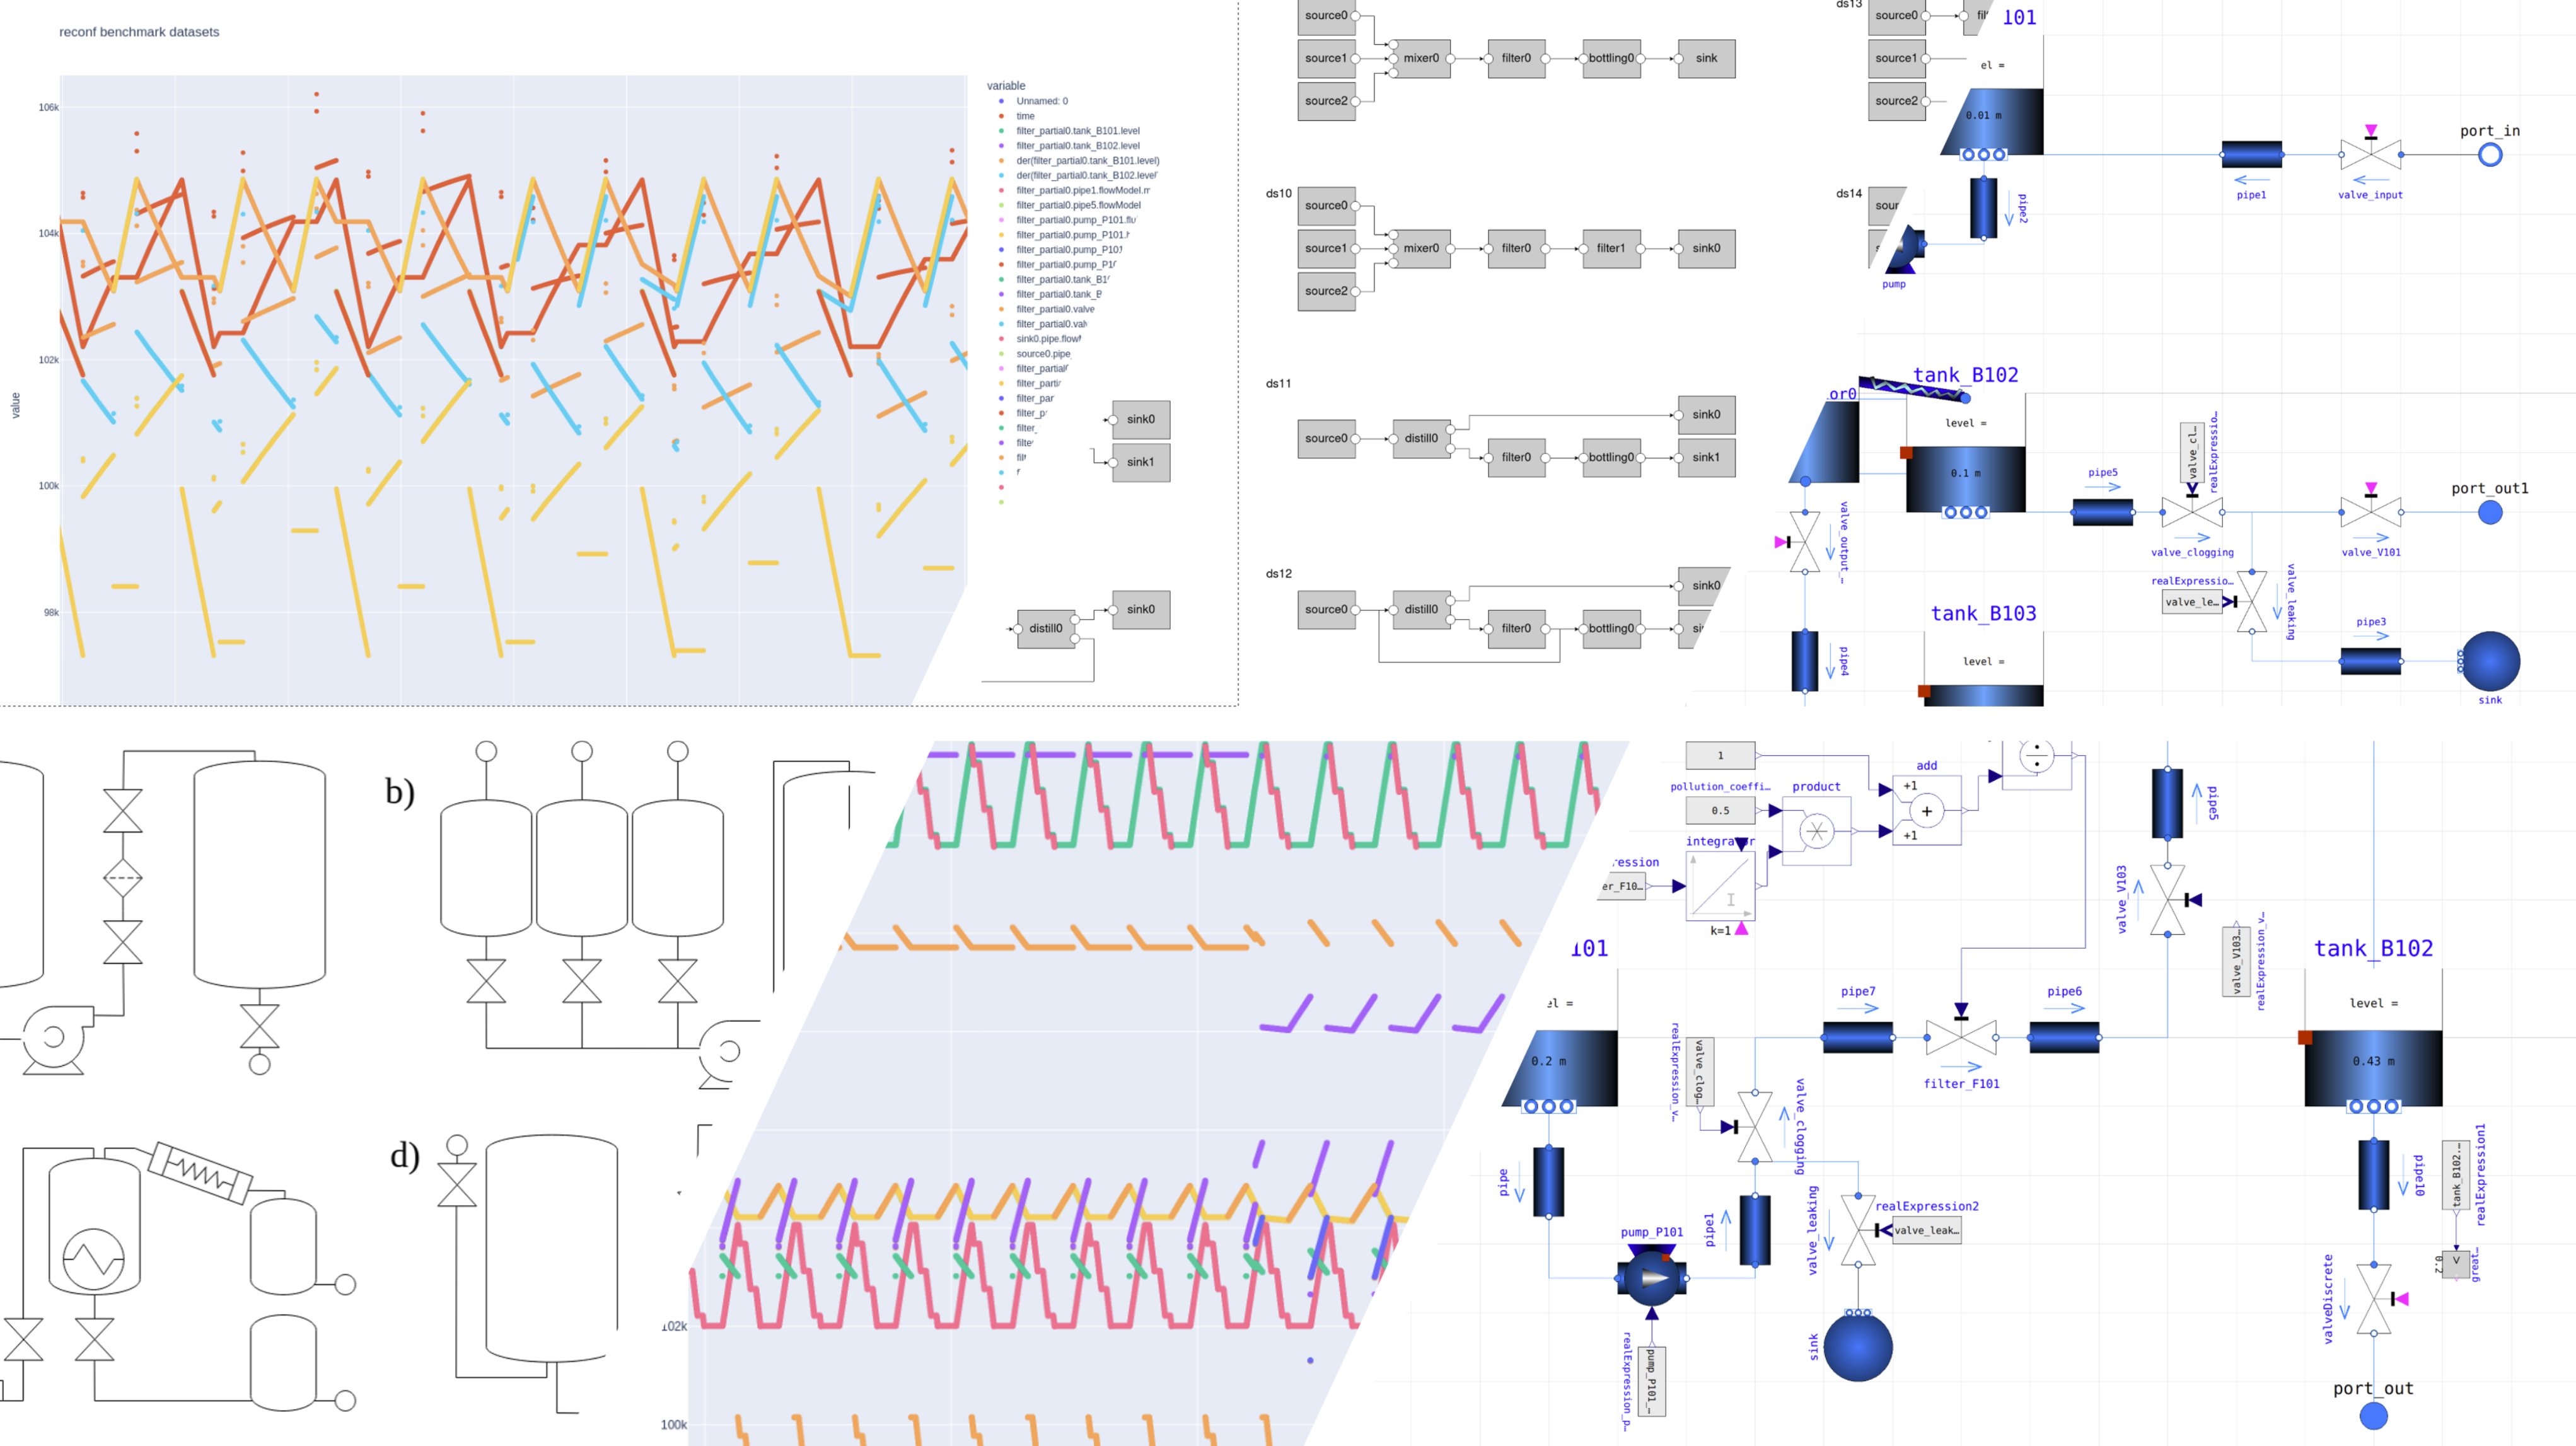 reconf benchmark datasets
106k
104k
102k
100k
98k
value
variable
Unnamed: 0
time
filter_partial0.tank_B101.level
filter_partial0.tank_B102.level
der(filter_partial0.tank_B101.level)
der(filter_partial0.tank_B102.level
filter_partial0.pipe1.flowModel.m
filter_partial0.pipe5.flowModel
filter_partial0.pump_P101.flu
filter_partial0.pump_P101.h
filter_partial0.pump_P101
filter_partial0.pump_P10
filter_partial0.tank_B1
filter_partial0.tank_B
filter_partial0.valve
filter_partial0.val
sink0.pipe.flow
source0.pipe
filter_partial
filter_parti
filter_par
filter_p
filter_
filte
filt
f
sink0
sink1
distill0
sink0
source0
source1
source2
mixer0
filter0
bottling0
sink
ds10
source0
source1
source2
mixer0
filter0
filter1
sink0
ds11
source0
distill0
filter0
bottling0
sink0
sink1
ds12
source0
distill0
filter0
bottling0
sink0
si
ds13
source0
source1
source2
fil
ds14
sour
s
101
el =
0.01 m
pipe2
pump
pipe1
valve_input
port_in
tank_B102
or0
level =
0.1 m
pipe5
valve_cl...
realExpressio...
valve_clogging
valve_V101
port_out1
valve_output_...
pipe4
tank_B103
level =
realExpressio...
valve_le...
valve_leaking
pipe3
sink
b)
d)
102k
100k
1
pollution_coeffi...
0.5
product
add
+1
+1
integrator
I
k=1
ression
er_F10...
101
el =
0.2 m
pipe
pump_P101
pump_P101_...
realExpression_p...
pipe1
realExpression_v...
valve_clog...
valve_clogging
pipe7
filter_F101
pipe6
valve_leaking
realExpression2
valve_leak...
sink
pipe5
valve_V103
valve_V103...
realExpression_v...
tank_B102
level =
0.43 m
pipe10
tank_B102...
realExpression1
0.2
<
great...
valveDiscrete
port_out